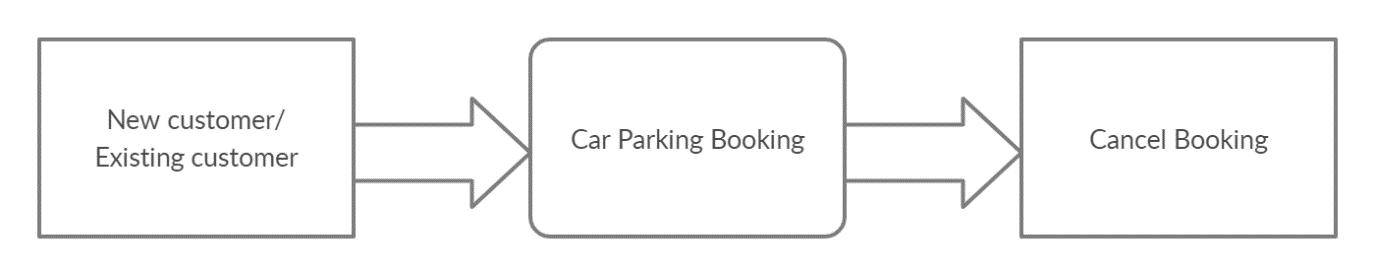 New customer/
Existing customer
Car Parking Booking
Cancel Booking